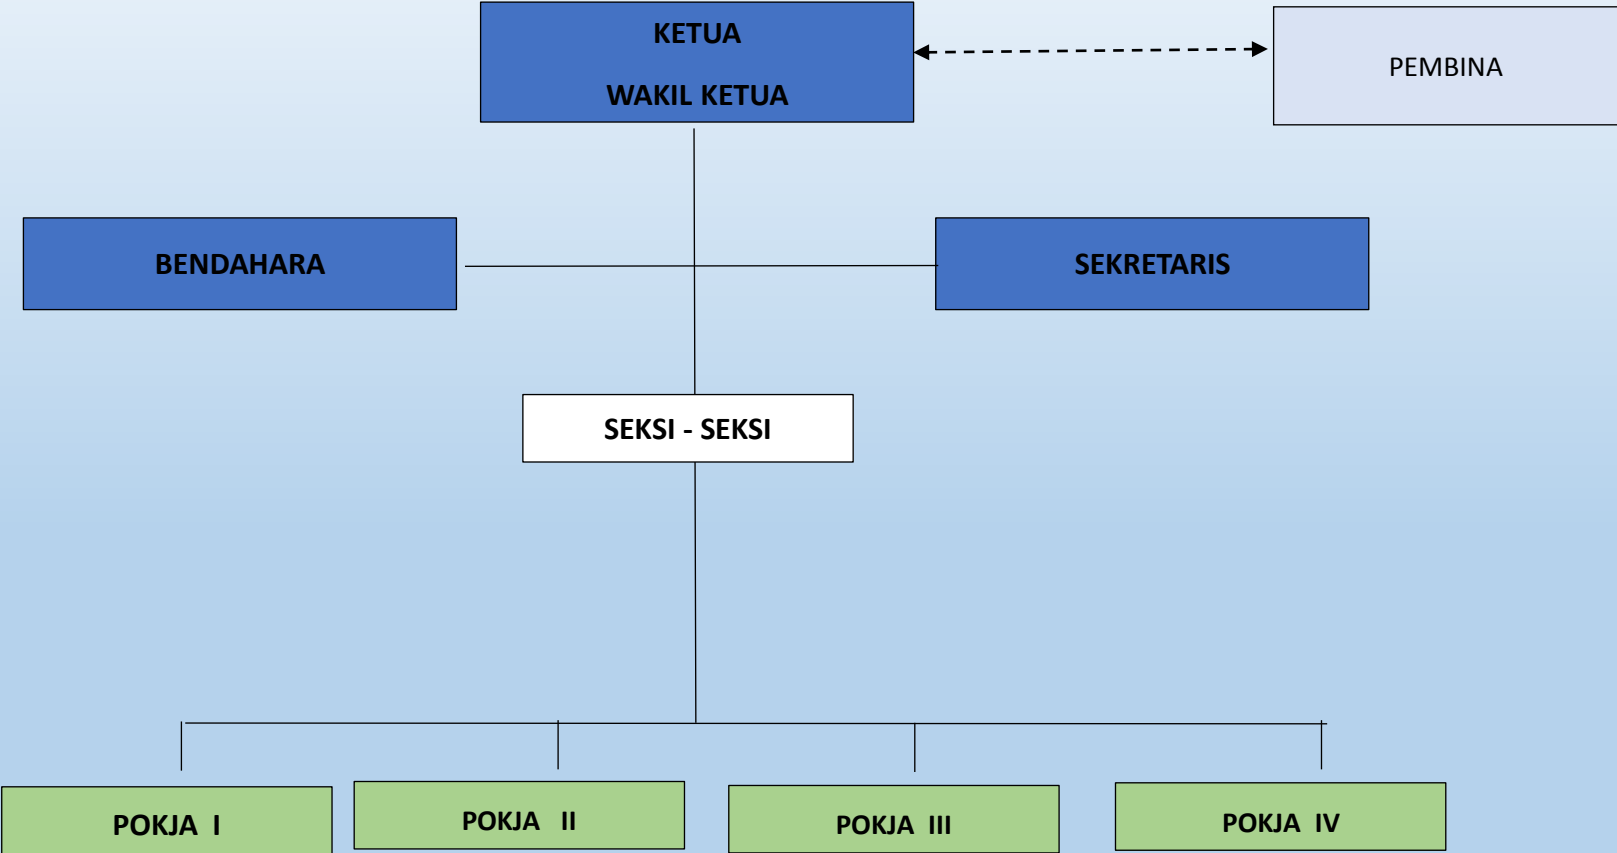 KETUA
WAKIL KETUA
PEMBINA
BENDAHARA
SEKRETARIS
SEKSI - SEKSI
POKJA I
POKJA II
POKJA III
POKJA IV